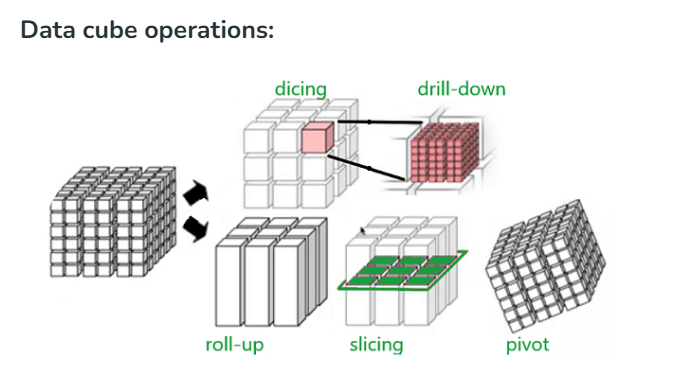 Data cube operations:
dicing
drill-down
roll-up
slicing
pivot